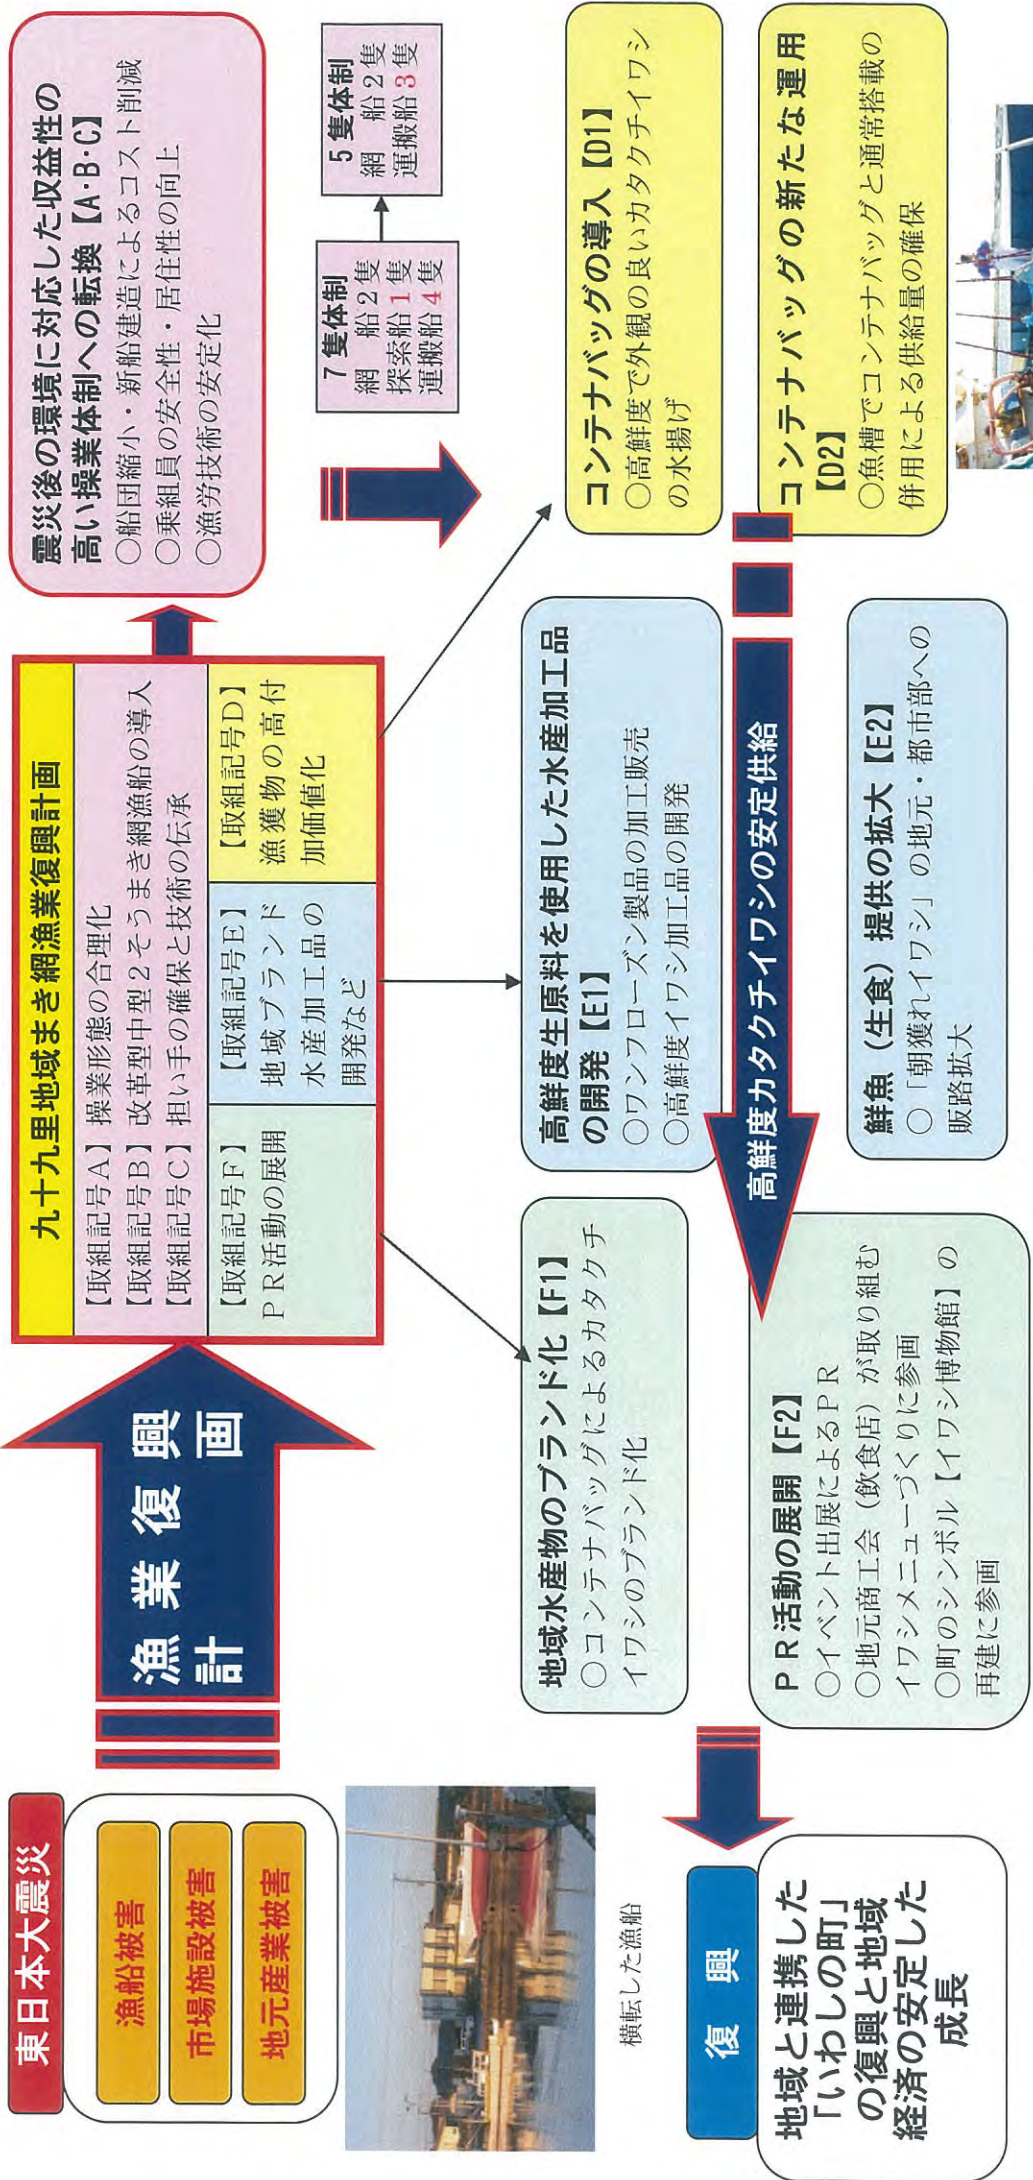 東日本大震災
漁船被害
市場施設被害
地元産業被害
横転した漁船
漁業復興
計画
九十九里地域まき網漁業復興計画
【取組記号A】操業形態の合理化
【取組記号B】改革型中型2そうまき網漁船の導入
【取組記号C】担い手の確保と技術の伝承
【取組記号F】
PR活動の展開
【取組記号E】
地域ブランド
水産加工品の
開発など
【取組記号D】
漁獲物の高付
加価値化
震災後の環境に対応した収益性の
高い操業体制への転換【A・B・C】
○船団縮小・新船建造によるコスト削減
○乗組員の安全性・居住性の向上
○漁労技術の安定化
7隻体制
網 船2隻
探索船1隻
運搬船4隻
5隻体制
網 船2隻
運搬船3隻
コンテナバッグの導入【D1】
○高鮮度で外観の良いカタクチイワシ
の水揚げ
コンテナバッグの新たな運用
【D2】
○魚槽でコンテナバッグと通常搭載の
併用による供給量の確保
高鮮度生原料を使用した水産加工品
の開発【E1】
○ワンフローズン製品の加工販売
○高鮮度イワシ加工品の開発
高鮮度カタクチイワシの安定供給
鮮魚(生食)提供の拡大【E2】
○「朝獲れイワシ」の地元・都市部への
販路拡大
地域水産物のブランド化【F1】
○コンテナバッグによるカタクチ
イワシのブランド化
PR活動の展開【F2】
○イベント出展によるPR
○地元商工会(飲食店)が取り組む
イワシメニューづくりに参画
○町のシンボル【イワシ博物館】の
再建に参画
復 興
地域と連携した
「いわしの町」
の復興と地域
経済の安定した
成長